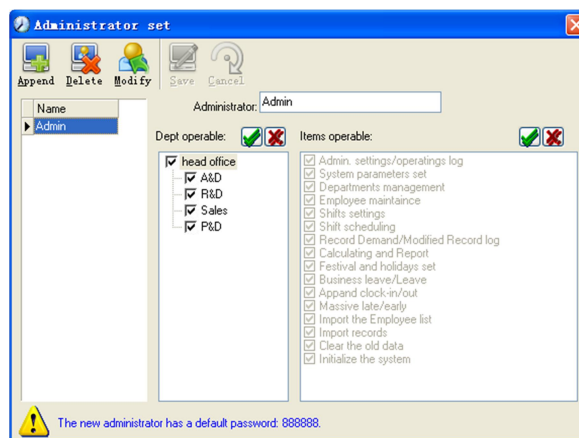 Administrator set
Append Delete Modify Save Cancel
Name
Admin
Administrator: Admin
Dept operable:
Items operable:
head office
A&D
R&D
Sales
P&D
Admin. settings/operatings log
System parameters set
Departments management
Employee maintaince
Shifts settings
Shift scheduling
Record Demand/Modified Record log
Calculating and Report
Festival and holidays set
Business leave/Leave
Appand clock-in/out
Massive late/early
Import the Employee list
Import records
Clear the old data
Initialize the system
The new administrator has a default password: 888888.